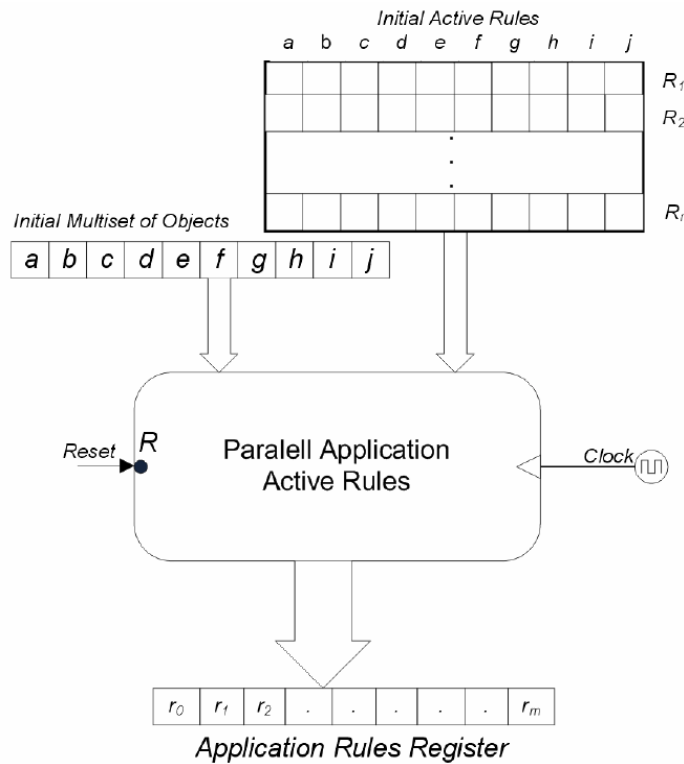 Initial Active Rules
a b c d e f g h i j
R1
R2
.
.
.
Initial Multiset of Objects
a b c d e f g h i j
Reset
R
Paralell Application
Active Rules
Clock
r0 r1 r2 . . . . . rm
Application Rules Register